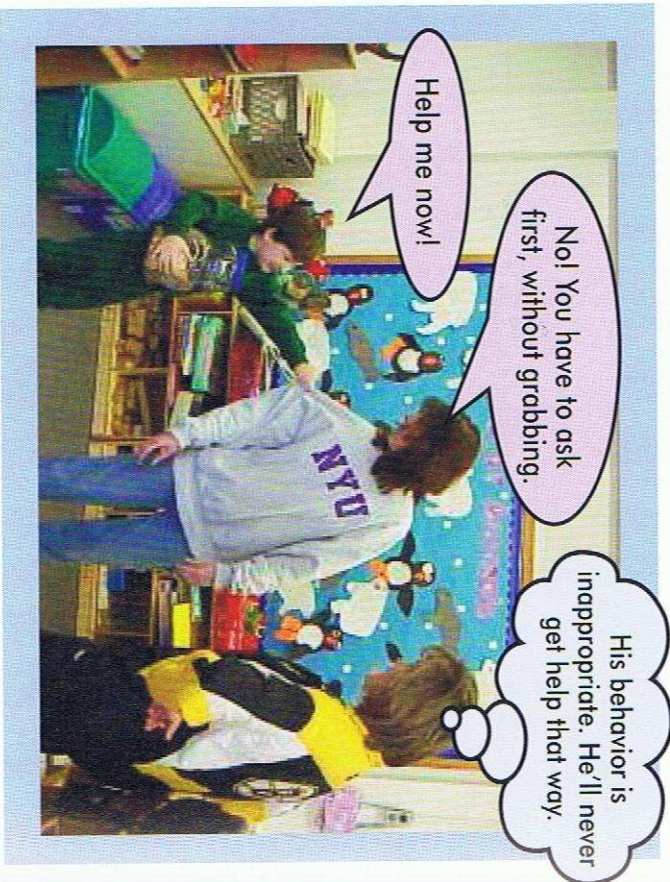 Help me now!
No! You have to ask
first, without grabbing.
His behavior is
inappropriate. He'll never
get help that way.
NYU